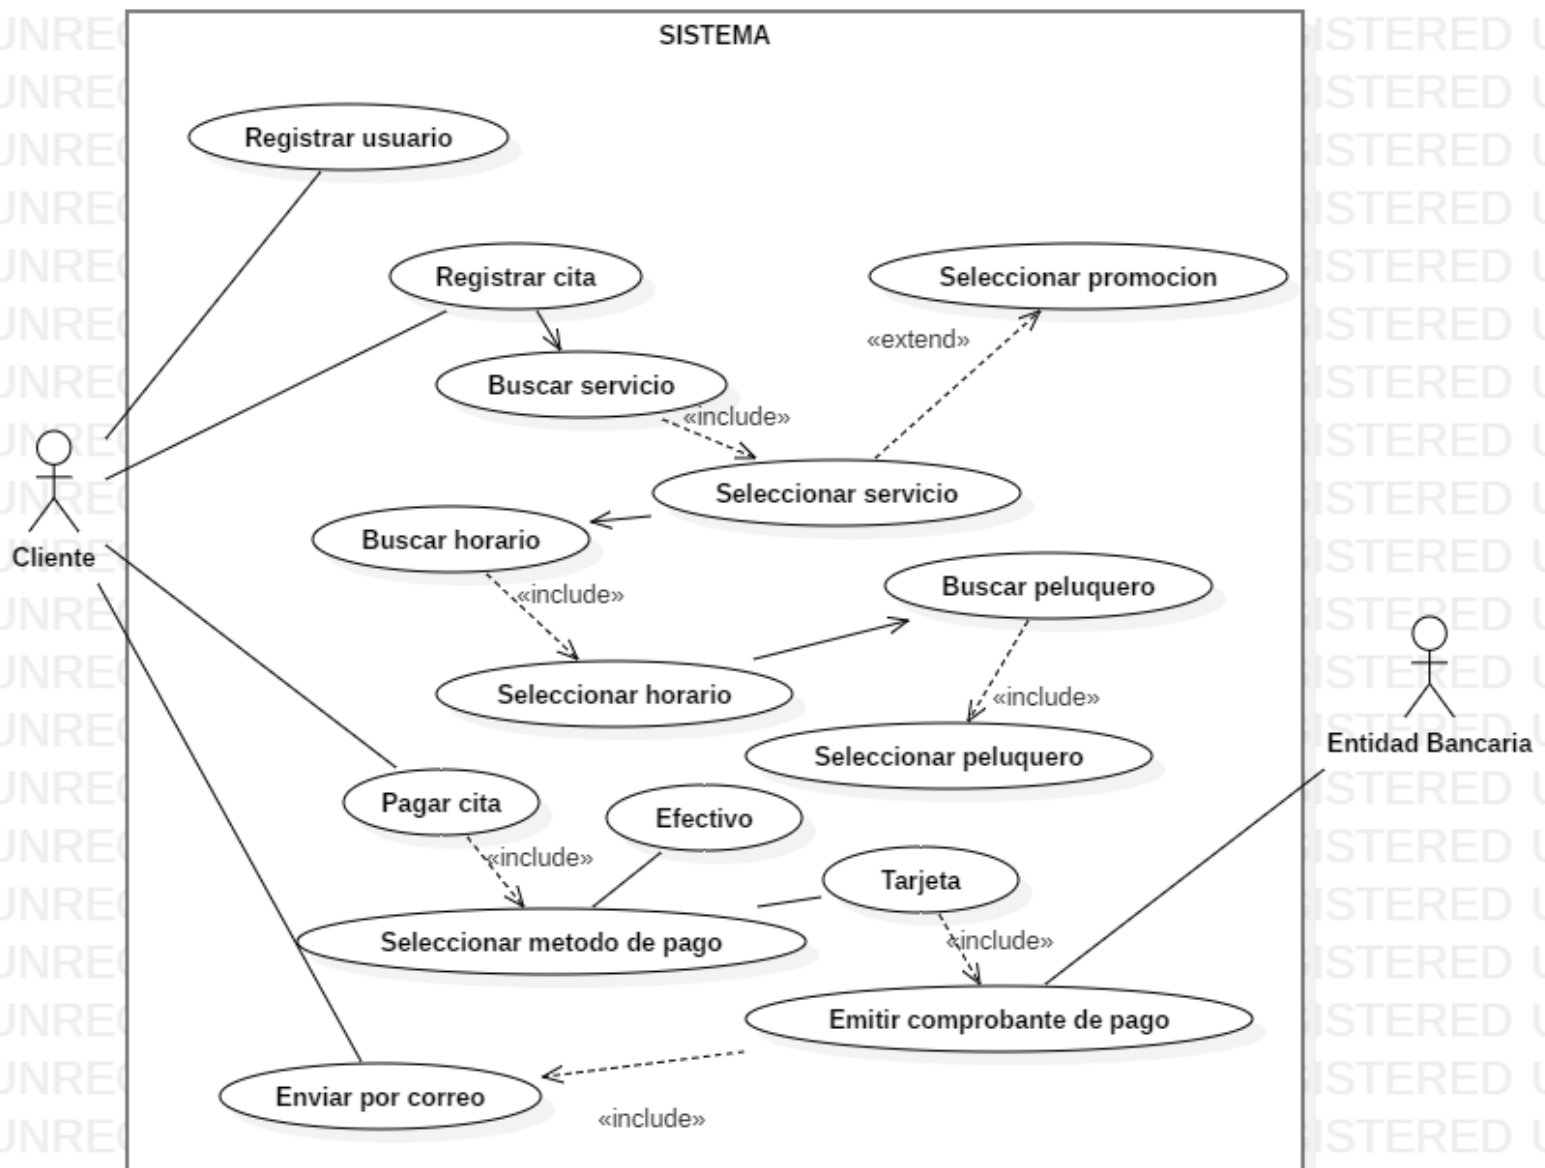 SISTEMA
Registrar usuario
Registrar cita
Seleccionar promocion
«extend»
Buscar servicio
«include»
Seleccionar servicio
Buscar horario
Cliente
Buscar peluquero
«include»
Seleccionar horario
«include»
Entidad Bancaria
Seleccionar peluquero
Pagar cita
Efectivo
«include»
Tarjeta
Seleccionar metodo de pago
«include»
Emitir comprobante de pago
Enviar por correo
«include»